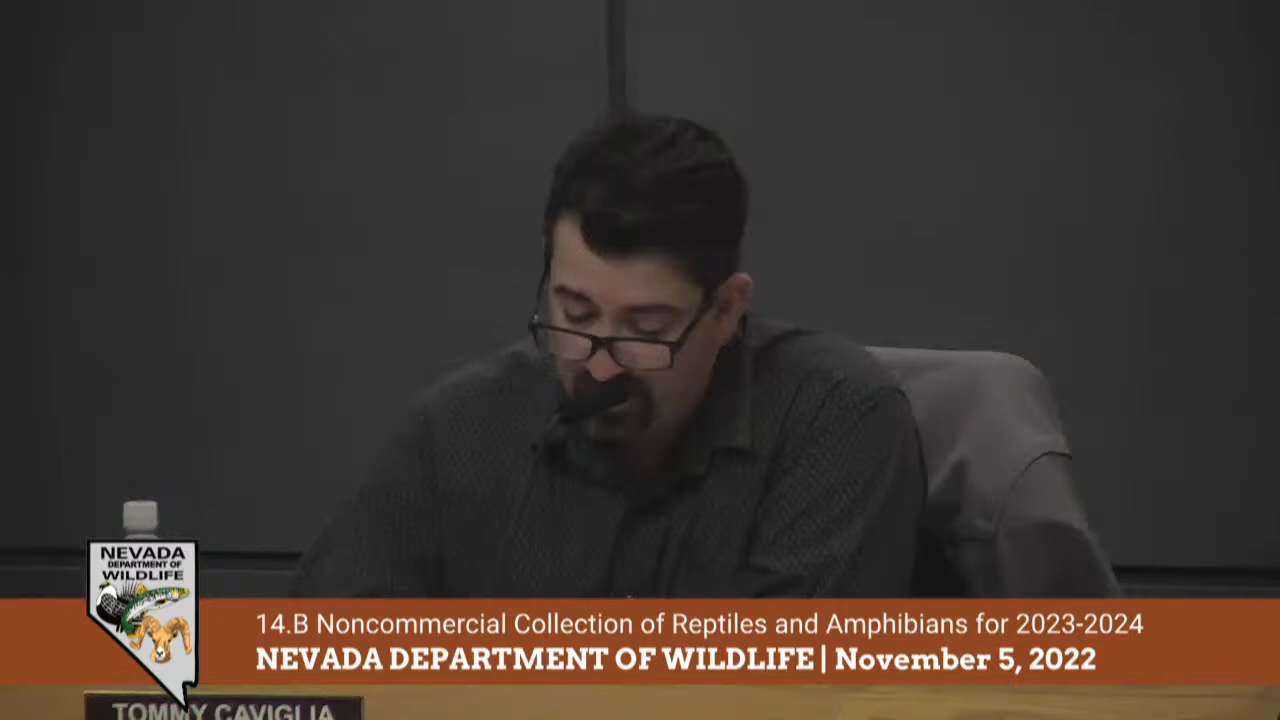 NEVADA
DEPARTMENT OF
WILDLIFE
14.B Noncommercial Collection of Reptiles and Amphibians for 2023-2024
NEVADA DEPARTMENT OF WILDLIFE | November 5, 2022
TOMMY CAVIGLIA